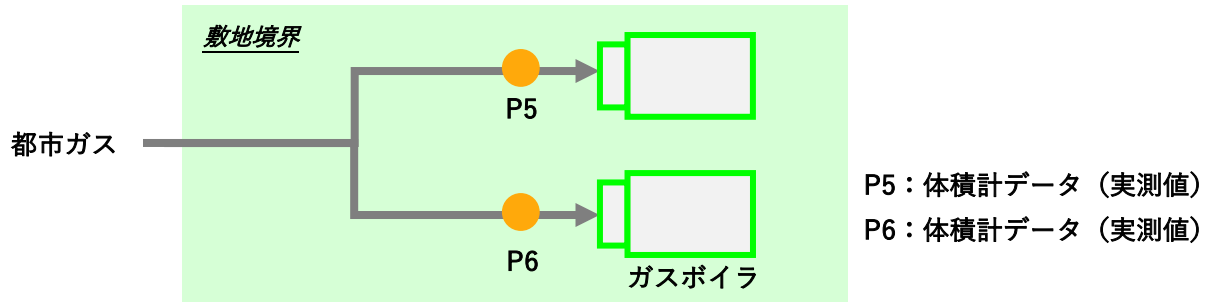 敷地境界
P5
都市ガス
P5：体積計データ（実測値）
P6：体積計データ（実測値）
P6
ガスボイラ